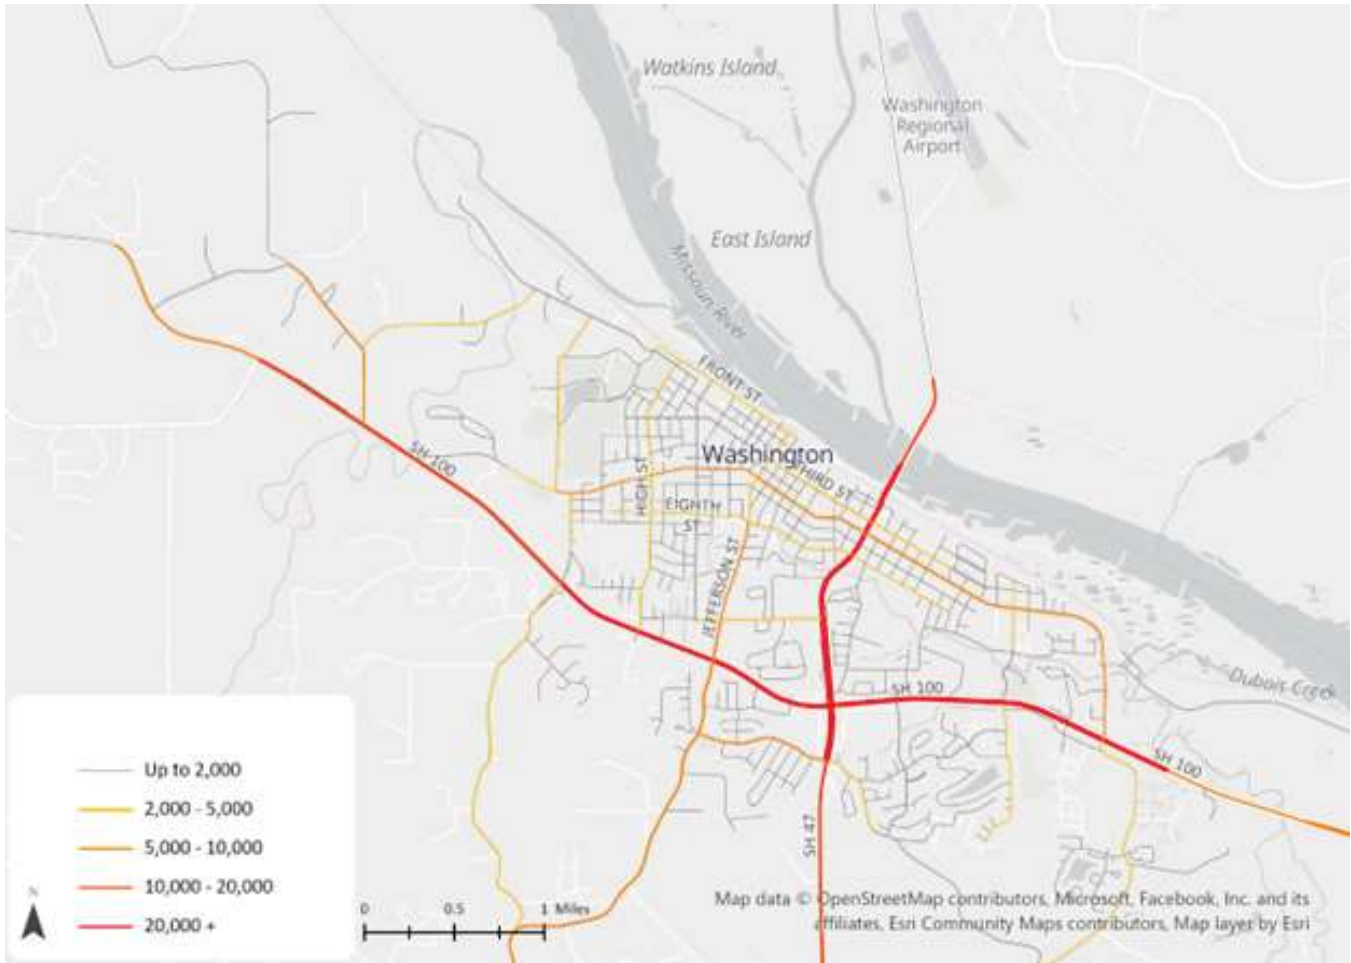 Watkins Island
Washington
Regional
Airport
East Island
Missouri River
FRONT ST
SH 100
Washington
THIRD ST
HIGH ST
EIGHTH
ST
JEFFERSON ST
Dubois Creek
SH 100
SH 100
SH 47
Up to 2,000
2,000 - 5,000
5,000 - 10,000
10,000 - 20,000
20,000 +
N
0 0.5 1 Miles
Map data © OpenStreetMap contributors, Microsoft, Facebook, Inc. and its
affiliates, Esri Community Maps contributors, Map layer by Esri